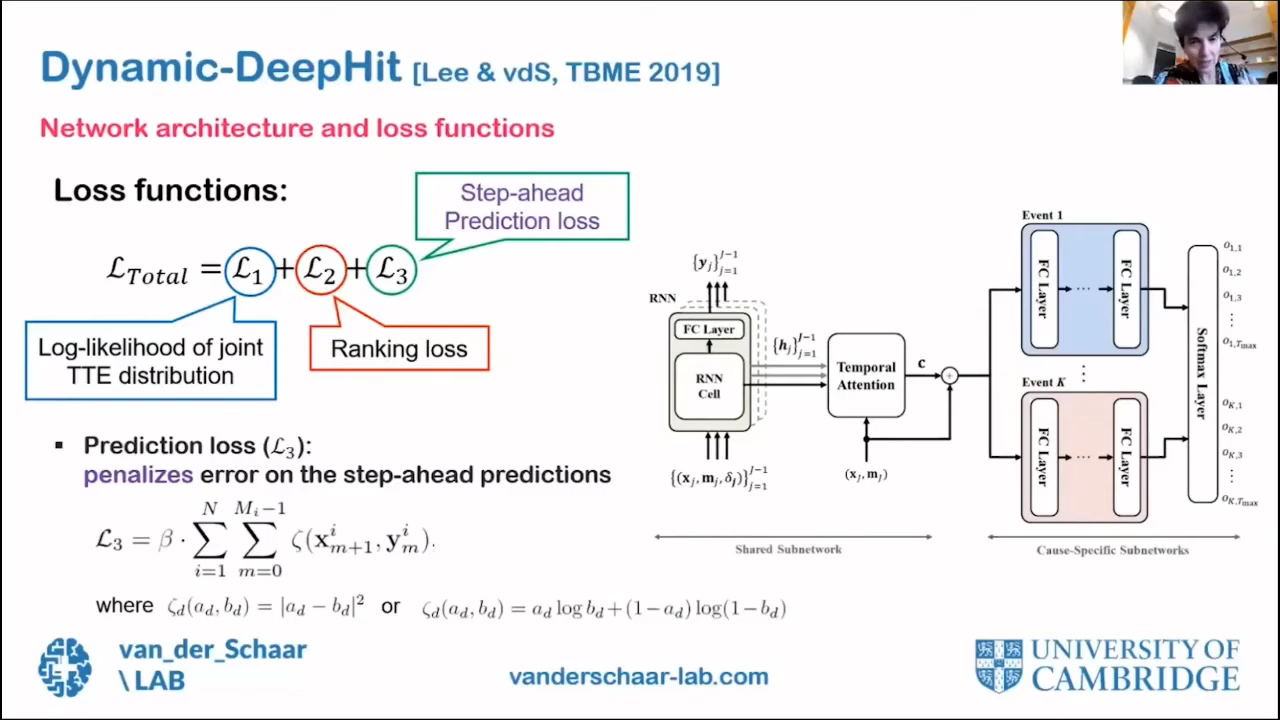 Dynamic-DeepHit [Lee & vdS, TBME 2019]
Network architecture and loss functions
Loss functions:
Step-ahead
Prediction loss
ℒ_Total = ℒ₁ + ℒ₂ + ℒ₃
Log-likelihood of joint
TTE distribution
Ranking loss
▪ Prediction loss (ℒ₃):
penalizes error on the step-ahead predictions
ℒ₃ = β · ∑_{i=1}^{N} ∑_{m=0}^{M_i−1} ζ(x^i_{m+1}, y^i_m).
where ζ_d(a_d, b_d) = |a_d − b_d|² or ζ_d(a_d, b_d) = a_d log b_d + (1−a_d) log(1−b_d)
{y_j}_{j=1}^{J−1}
RNN
FC Layer
RNN
Cell
{h_j}_{j=1}^{J−1}
{(x_j, m_j, δ_j)}_{j=1}^{J−1}
Temporal
Attention
c
+
(x_J, m_J)
Shared Subnetwork
Event 1
FC Layer
...
FC Layer
⋮
Event K
FC Layer
...
FC Layer
Softmax Layer
o_{1,1}
o_{1,2}
o_{1,3}
⋮
o_{1,T_max}
o_{K,1}
o_{K,2}
o_{K,3}
⋮
o_{K,T_max}
Cause-Specific Subnetworks
van_der_Schaar
\ LAB
vanderschaar-lab.com
UNIVERSITY OF
CAMBRIDGE